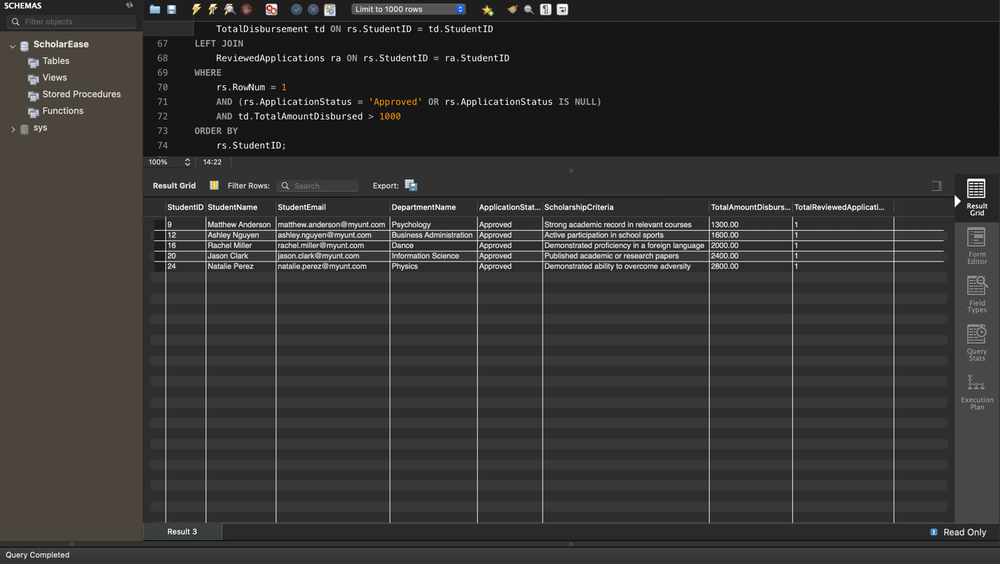 SCHEMAS
Filter objects
ScholarEase
Tables
Views
Stored Procedures
Functions
sys
Limit to 1000 rows
TotalDisbursement td ON rs.StudentID = td.StudentID
67 LEFT JOIN
68 ReviewedApplications ra ON rs.StudentID = ra.StudentID
69 WHERE
70 rs.RowNum = 1
71 AND (rs.ApplicationStatus = 'Approved' OR rs.ApplicationStatus IS NULL)
72 AND td.TotalAmountDisbursed > 1000
73 ORDER BY
74 rs.StudentID;
100% 14:22
Result Grid Filter Rows: Search Export:
StudentID StudentName StudentEmail DepartmentName ApplicationStat... ScholarshipCriteria TotalAmountDisburs... TotalReviewedApplicati...
9 Matthew Anderson matthew.anderson@myunt.com Psychology Approved Strong academic record in relevant courses 1300.00 1
12 Ashley Nguyen ashley.nguyen@myunt.com Business Administration Approved Active participation in school sports 1600.00 1
16 Rachel Miller rachel.miller@myunt.com Dance Approved Demonstrated proficiency in a foreign language 2000.00 1
20 Jason Clark jason.clark@myunt.com Information Science Approved Published academic or research papers 2400.00 1
24 Natalie Perez natalie.perez@myunt.com Physics Approved Demonstrated ability to overcome adversity 2800.00 1
Result
Grid
Form
Editor
Field
Types
Query
Stats
Execution
Plan
Result 3
Read Only
Query Completed